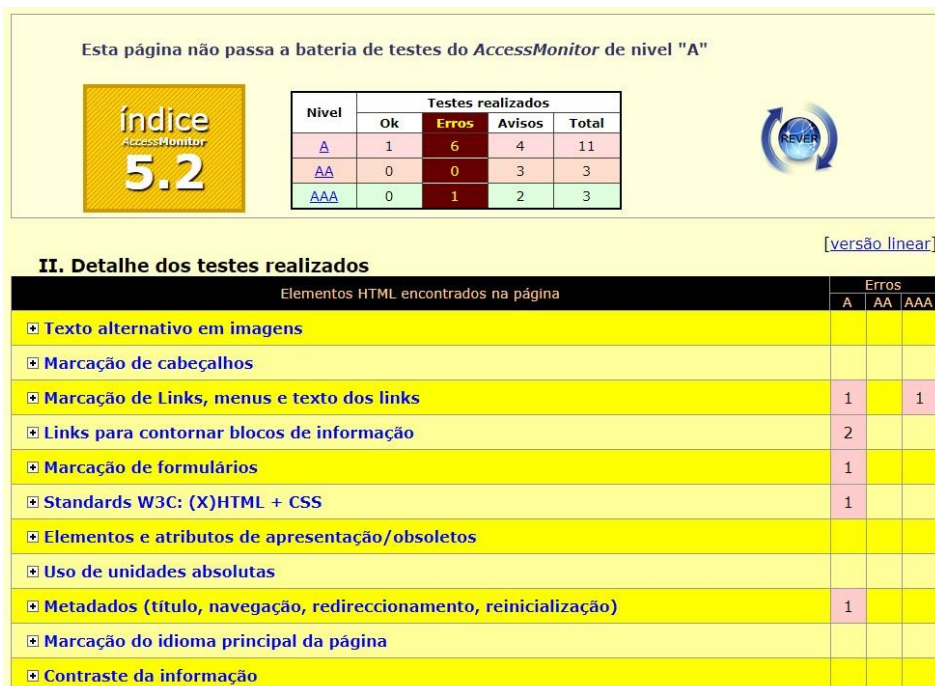 Esta página não passa a bateria de testes do AccessMonitor de nivel "A"
índice
AccessMonitor
5.2
Nivel Testes realizados
Ok Erros Avisos Total
A 1 6 4 11
AA 0 0 3 3
AAA 0 1 2 3
REVER
[versão linear]
II. Detalhe dos testes realizados
Elementos HTML encontrados na página Erros
A AA AAA
Texto alternativo em imagens
Marcação de cabeçalhos
Marcação de Links, menus e texto dos links 1 1
Links para contornar blocos de informação 2
Marcação de formulários 1
Standards W3C: (X)HTML + CSS 1
Elementos e atributos de apresentação/obsoletos
Uso de unidades absolutas
Metadados (título, navegação, redireccionamento, reinicialização) 1
Marcação do idioma principal da página
Contraste da informação